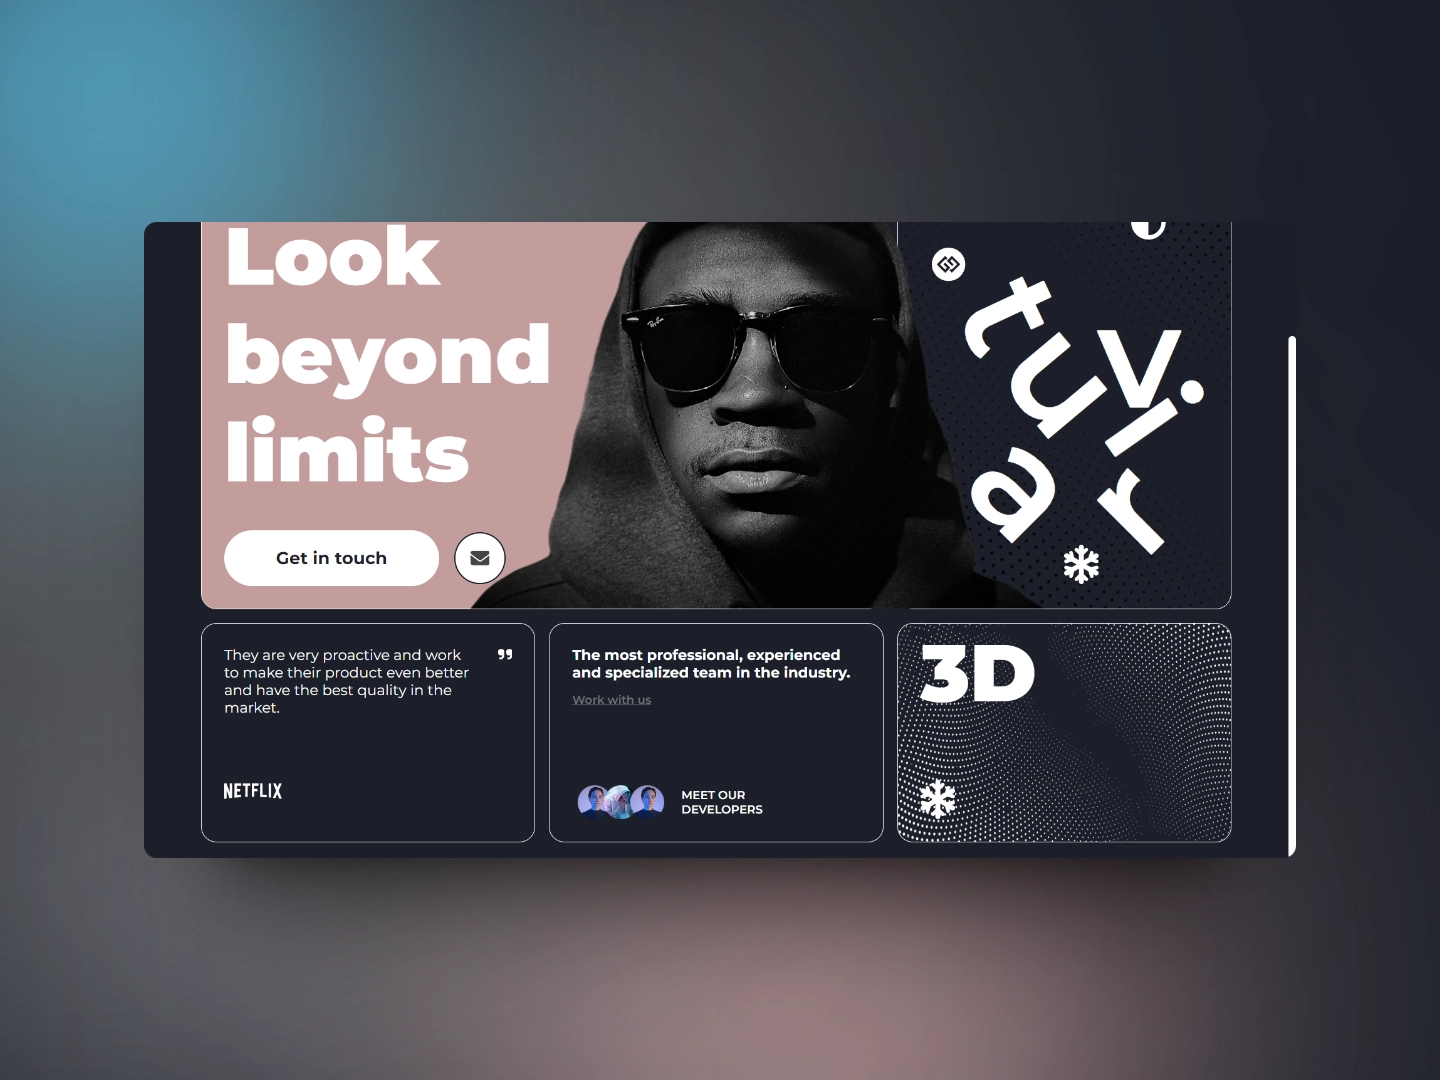 Look
beyond
limits
Get in touch
Ray-Ban
t
u
V.
a
r
They are very proactive and work
to make their product even better
and have the best quality in the
market.
NETFLIX
The most professional, experienced
and specialized team in the industry.
Work with us
MEET OUR
DEVELOPERS
3D